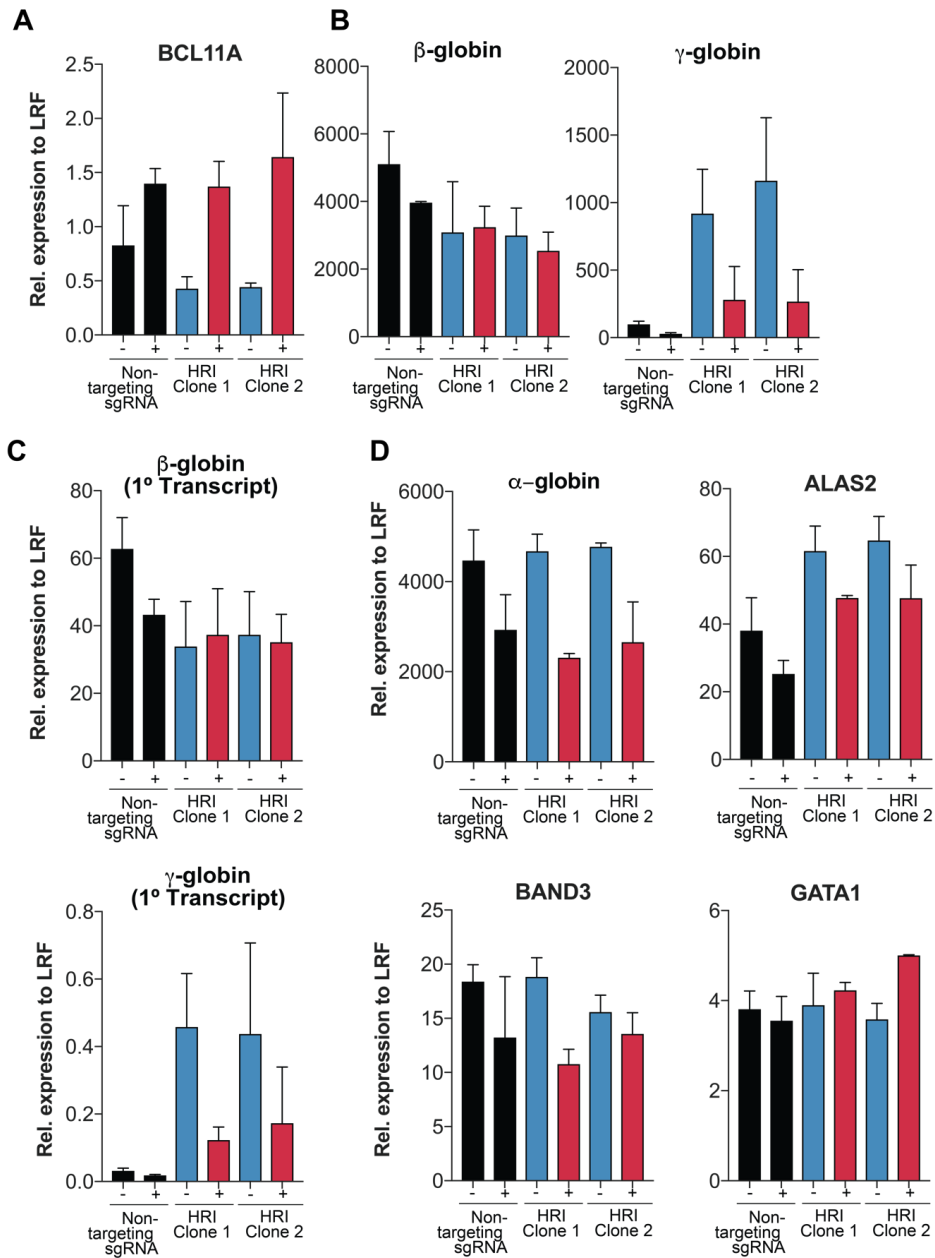 A
BCL11A
Rel. expression to LRF
2.5
2.0
1.5
1.0
0.5
0.0
- + - + - +
Non-
targeting
sgRNA
HRI
Clone 1
HRI
Clone 2
B
β-globin
8000
6000
4000
2000
0
- + - + - +
Non-
targeting
sgRNA
HRI
Clone 1
HRI
Clone 2
γ-globin
2000
1500
1000
500
0
- + - + - +
Non-
targeting
sgRNA
HRI
Clone 1
HRI
Clone 2
C
β-globin
(1º Transcript)
Rel. expression to LRF
80
60
40
20
0
- + - + - +
Non-
targeting
sgRNA
HRI
Clone 1
HRI
Clone 2
γ-globin
(1º Transcript)
Rel. expression to LRF
0.8
0.6
0.4
0.2
0.0
- + - + - +
Non-
targeting
sgRNA
HRI
Clone 1
HRI
Clone 2
D
α-globin
Rel. expression to LRF
6000
4000
2000
0
- + - + - +
Non-
targeting
sgRNA
HRI
Clone 1
HRI
Clone 2
ALAS2
80
60
40
20
0
- + - + - +
Non-
targeting
sgRNA
HRI
Clone 1
HRI
Clone 2
BAND3
Rel. expression to LRF
25
20
15
10
5
0
- + - + - +
Non-
targeting
sgRNA
HRI
Clone 1
HRI
Clone 2
GATA1
6
4
2
0
- + - + - +
Non-
targeting
sgRNA
HRI
Clone 1
HRI
Clone 2